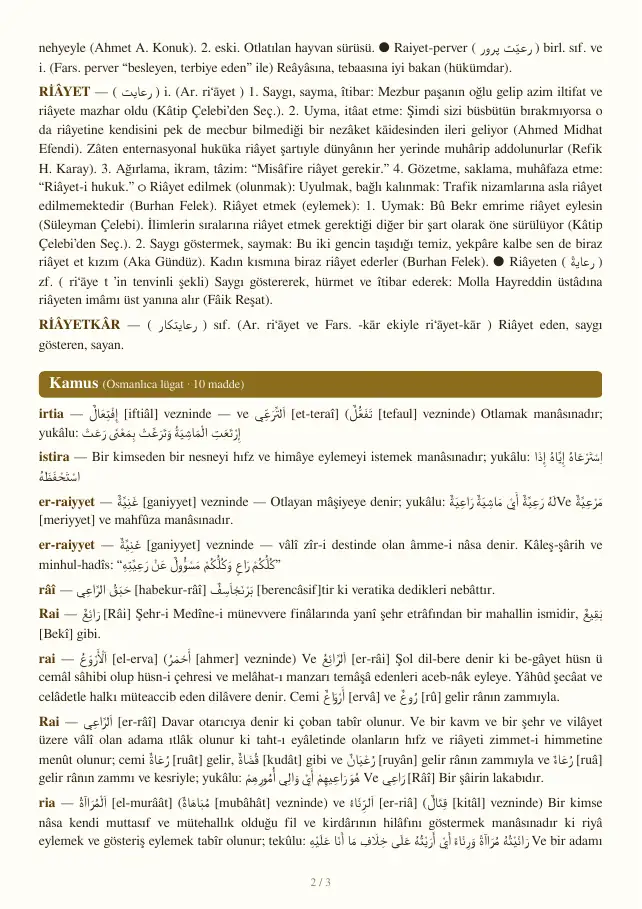 nehyeyle (Ahmet A. Konuk). 2. eski. Otlatılan hayvan sürüsü. ● Raiyet-perver ( رعيّت پرور ) birl. sıf. ve
i. (Fars. perver “besleyen, terbiye eden” ile) Reâyâsına, tebaasına iyi bakan (hükümdar).
RİÂYET — ( رعايت ) i. (Ar. ri‘āyet ) 1. Saygı, sayma, îtibar: Mezbur paşanın oğlu gelip azim iltifat ve
riâyete mazhar oldu (Kâtip Çelebi’den Seç.). 2. Uyma, itâat etme: Şimdi sizi büsbütün bırakmıyorsa o
da riâyetine kendisini pek de mecbur bilmediği bir nezâket kāidesinden ileri geliyor (Ahmed Midhat
Efendi). Zâten enternasyonal hukūka riâyet şartıyle dünyânın her yerinde muhârip addolunurlar (Refik
H. Karay). 3. Ağırlama, ikram, tâzim: “Misâfire riâyet gerekir.” 4. Gözetme, saklama, muhâfaza etme:
“Riâyet-i hukuk.” ο Riâyet edilmek (olunmak): Uyulmak, bağlı kalınmak: Trafik nizamlarına asla riâyet
edilmemektedir (Burhan Felek). Riâyet etmek (eylemek): 1. Uymak: Bû Bekr emrime riâyet eylesin
(Süleyman Çelebi). İlimlerin sıralarına riâyet etmek gerektiği diğer bir şart olarak öne sürülüyor (Kâtip
Çelebi’den Seç.). 2. Saygı göstermek, saymak: Bu iki gencin taşıdığı temiz, yekpâre kalbe sen de biraz
riâyet et kızım (Aka Gündüz). Kadın kısmına biraz riâyet ederler (Burhan Felek). ● Riâyeten ( رعايةً )
zf. ( ri‘āye t ’in tenvinli şekli) Saygı göstererek, hürmet ve îtibar ederek: Molla Hayreddin üstâdına
riâyeten imâmı üst yanına alır (Fâik Reşat).
RİÂYETKÂR — ( رعايتكار ) sıf. (Ar. ri‘āyet ve Fars. -kār ekiyle ri‘āyet-kār ) Riâyet eden, saygı
gösteren, sayan.
Kamus (Osmanlıca lügat · 10 madde)
irtia — إِفْتِعَالٌ [iftiâl] vezninde — ve اَلتَّرَعِّي [et-teraî] (تَفَعُّلٌ [tefaul] vezninde) Otlamak manâsınadır;
yukâlu: إِرْتَعَتِ الْمَاشِيَةُ وَتَرَعَّتْ بِمَعْنَى رَعَتْ
istira — Bir kimseden bir nesneyi hıfz ve himâye eylemeyi istemek manâsınadır; yukâlu: اِسْتَرْعَاهُ إِيَّاهُ إِذَا
اسْتَحْفَظَهُ
er-raiyyet — غَنِيَّةٌ [ganiyyet] vezninde — Otlayan mâşiyeye denir; yukâlu: لَهُ رَعِيَّةٌ أَيْ مَاشِيَةٌ رَاعِيَةٌ Ve مَرْعِيَّةٌ
[meriyyet] ve mahfûza manâsınadır.
er-raiyyet — غَنِيَّةٌ [ganiyyet] vezninde — vâlî zîr-i destinde olan âmme-i nâsa denir. Kâleş-şârih ve
minhul-hadîs: “كُلُّكُمْ رَاعٍ وَكُلُّكُمْ مَسْؤُولٌ عَنْ رَعِيَّتِهِ”
râî — حَبَقُ الرَّاعِي [habekur-râî] بَرَنْجَاسِفٌ [berencâsif]tir ki veratika dedikleri nebâttır.
Rai — رَائِعٌ [Râi] Şehr-i Medîne-i münevvere finâlarında yanî şehr etrâfından bir mahallin ismidir, بَقِيعٌ
[Bekî] gibi.
rai — اَلْأَرْوَعُ [el-erva] (أَحْمَرُ [ahmer] vezninde) Ve اَلرَّائِعُ [er-râi] Şol dil-bere denir ki be-gâyet hüsn ü
cemâl sâhibi olup hüsn-i çehresi ve melâhat-ı manzarı temâşâ edenleri aceb-nâk eyleye. Yâhûd şecâat ve
celâdetle halkı müteaccib eden dilâvere denir. Cemi أَرْوَاعٌ [ervâ] ve رُوعٌ [rû] gelir rânın zammıyla.
Rai — اَلرَّاعِي [er-râî] Davar otarıcıya denir ki çoban tabîr olunur. Ve bir kavm ve bir şehr ve vilâyet
üzere vâlî olan adama ıtlâk olunur ki taht-ı eyâletinde olanların hıfz ve riâyeti zimmet-i himmetine
menût olunur; cemi رُعَاةٌ [ruât] gelir, قُضَاةٌ [kudât] gibi ve رُعْيَانٌ [ruyân] gelir rânın zammıyla ve رُعَاءٌ [ruâ]
gelir rânın zammı ve kesriyle; yukâlu: هُوَ رَاعِيهِمْ أَيْ وَالِي أُمُورِهِمْ Ve رَاعِي [Râî] Bir şâirin lakabıdır.
ria — اَلْمُرَاآةُ [el-murâât] (مُبَاهَاةٌ [mubâhât] vezninde) ve اَلرِّئَاءُ [er-riâ] (قِتَالٌ [kitâl] vezninde) Bir kimse
nâsa kendi muttasıf ve mütehallık olduğu fil ve kirdârının hilâfını göstermek manâsınadır ki riyâ
eylemek ve gösteriş eylemek tabîr olunur; tekûlu: رَائَيْتُهُ مُرَاآةً وَرِئَاءً أَيْ أَرَيْتُهُ عَلَى خِلَافِ مَا أَنَا عَلَيْهِ Ve bir adamı
2 / 3